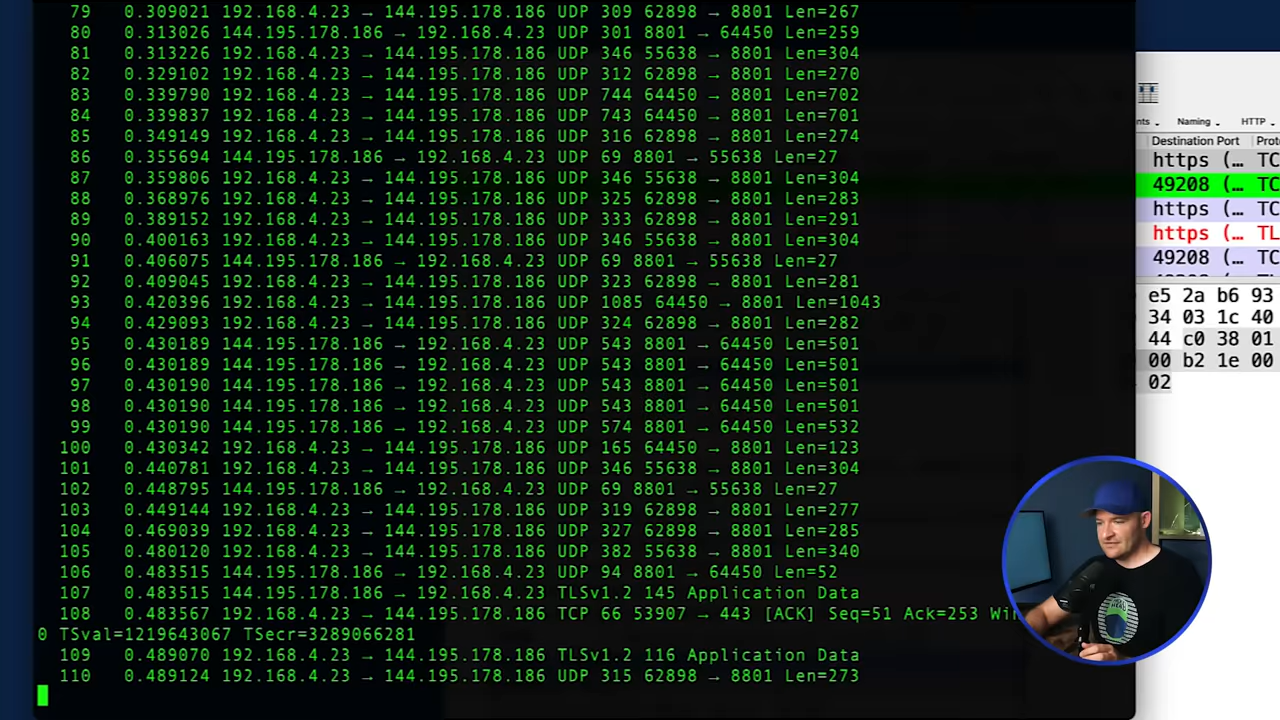 79 0.309021 192.168.4.23 → 144.195.178.186 UDP 309 62898 → 8801 Len=267
80 0.313026 144.195.178.186 → 192.168.4.23 UDP 301 8801 → 64450 Len=259
81 0.313226 192.168.4.23 → 144.195.178.186 UDP 346 55638 → 8801 Len=304
82 0.329102 192.168.4.23 → 144.195.178.186 UDP 312 62898 → 8801 Len=270
83 0.339790 192.168.4.23 → 144.195.178.186 UDP 744 64450 → 8801 Len=702
84 0.339837 192.168.4.23 → 144.195.178.186 UDP 743 64450 → 8801 Len=701
85 0.349149 192.168.4.23 → 144.195.178.186 UDP 316 62898 → 8801 Len=274
86 0.355694 144.195.178.186 → 192.168.4.23 UDP 69 8801 → 55638 Len=27
87 0.359806 192.168.4.23 → 144.195.178.186 UDP 346 55638 → 8801 Len=304
88 0.368976 192.168.4.23 → 144.195.178.186 UDP 325 62898 → 8801 Len=283
89 0.389152 192.168.4.23 → 144.195.178.186 UDP 333 62898 → 8801 Len=291
90 0.400163 192.168.4.23 → 144.195.178.186 UDP 346 55638 → 8801 Len=304
91 0.406075 144.195.178.186 → 192.168.4.23 UDP 69 8801 → 55638 Len=27
92 0.409045 192.168.4.23 → 144.195.178.186 UDP 323 62898 → 8801 Len=281
93 0.420396 192.168.4.23 → 144.195.178.186 UDP 1085 64450 → 8801 Len=1043
94 0.429093 192.168.4.23 → 144.195.178.186 UDP 324 62898 → 8801 Len=282
95 0.430189 144.195.178.186 → 192.168.4.23 UDP 543 8801 → 64450 Len=501
96 0.430189 144.195.178.186 → 192.168.4.23 UDP 543 8801 → 64450 Len=501
97 0.430190 144.195.178.186 → 192.168.4.23 UDP 543 8801 → 64450 Len=501
98 0.430190 144.195.178.186 → 192.168.4.23 UDP 543 8801 → 64450 Len=501
99 0.430190 144.195.178.186 → 192.168.4.23 UDP 574 8801 → 64450 Len=532
100 0.430342 192.168.4.23 → 144.195.178.186 UDP 165 64450 → 8801 Len=123
101 0.440781 192.168.4.23 → 144.195.178.186 UDP 346 55638 → 8801 Len=304
102 0.448795 144.195.178.186 → 192.168.4.23 UDP 69 8801 → 55638 Len=27
103 0.449144 192.168.4.23 → 144.195.178.186 UDP 319 62898 → 8801 Len=277
104 0.469039 192.168.4.23 → 144.195.178.186 UDP 327 62898 → 8801 Len=285
105 0.480120 192.168.4.23 → 144.195.178.186 UDP 382 55638 → 8801 Len=340
106 0.483515 144.195.178.186 → 192.168.4.23 UDP 94 8801 → 64450 Len=52
107 0.483515 144.195.178.186 → 192.168.4.23 TLSv1.2 145 Application Data
108 0.483567 192.168.4.23 → 144.195.178.186 TCP 66 53907 → 443 [ACK] Seq=51 Ack=253 Win
0 TSval=1219643067 TSecr=3289066281
109 0.489070 192.168.4.23 → 144.195.178.186 TLSv1.2 116 Application Data
110 0.489124 192.168.4.23 → 144.195.178.186 UDP 315 62898 → 8801 Len=273
nts Naming HTTP
Destination Port Prot
https (… TC
49208 (… TC
https (… TC
https (… TL
49208 (… TC
e5 2a b6 93
34 03 1c 40
44 c0 38 01
00 b2 1e 00
02